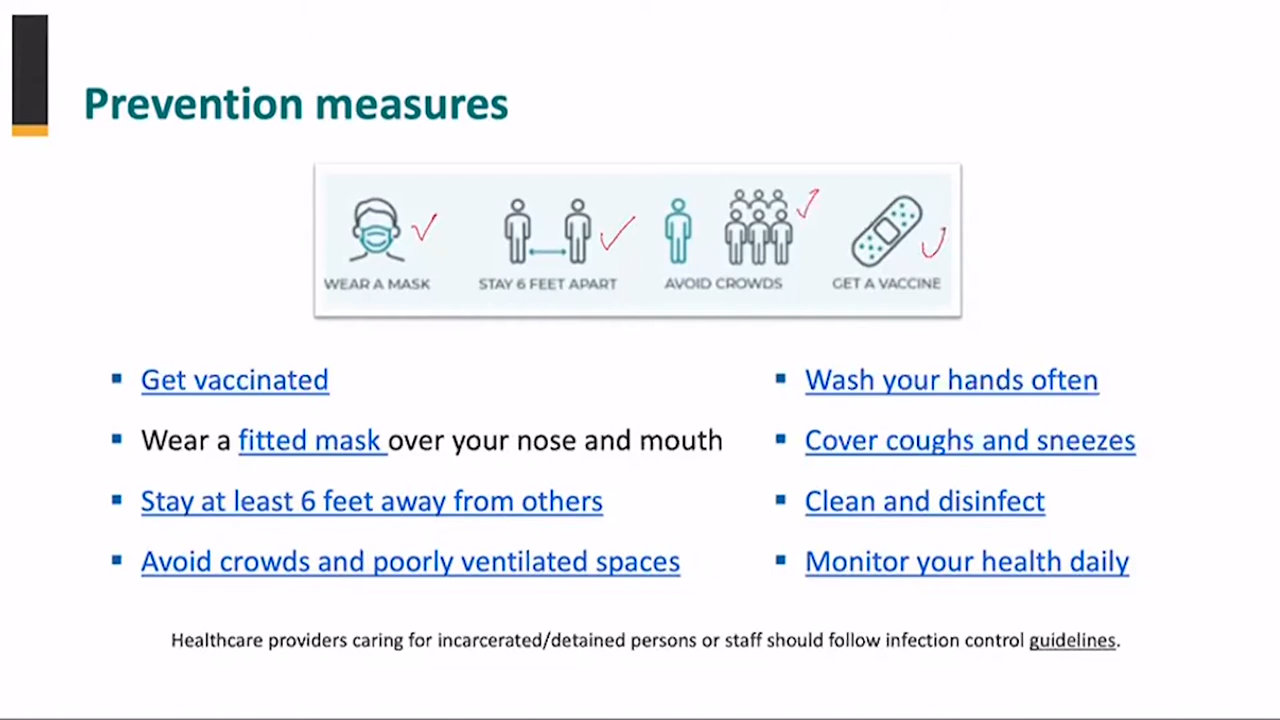 Prevention measures
WEAR A MASK
STAY 6 FEET APART
AVOID CROWDS
GET A VACCINE
Get vaccinated
Wear a fitted mask over your nose and mouth
Stay at least 6 feet away from others
Avoid crowds and poorly ventilated spaces
Wash your hands often
Cover coughs and sneezes
Clean and disinfect
Monitor your health daily
Healthcare providers caring for incarcerated/detained persons or staff should follow infection control guidelines.